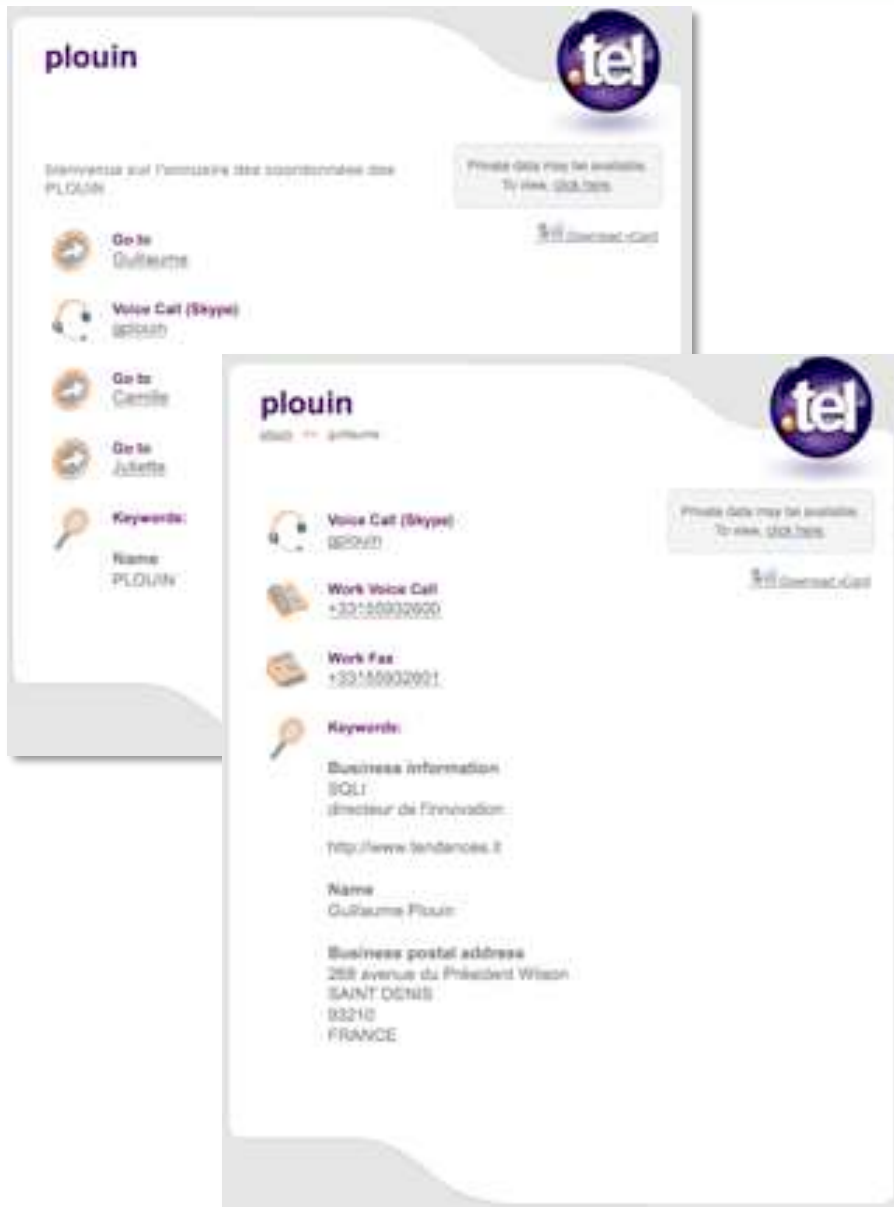 plouin
.tel
bienvenue sur l'annuaire des coordonnées des
PLOUIN
Private data may be available.
To view, click here.
Download vCard
Go to
Guillaume
Voice Call (Skype)
gplouin
Go to
Camille
Go to
Juliette
Keywords:
Name
PLOUIN
plouin
.tel
plouin >> guillaume
Private data may be available.
To view, click here.
Download vCard
Voice Call (Skype)
gplouin
Work Voice Call
+33155932600
Work Fax
+33155932601
Keywords:
Business information
SQLI
directeur de l'innovation
http://www.tendances.it
Name
Guillaume Plouin
Business postal address
268 avenue du Président Wilson
SAINT DENIS
93210
FRANCE